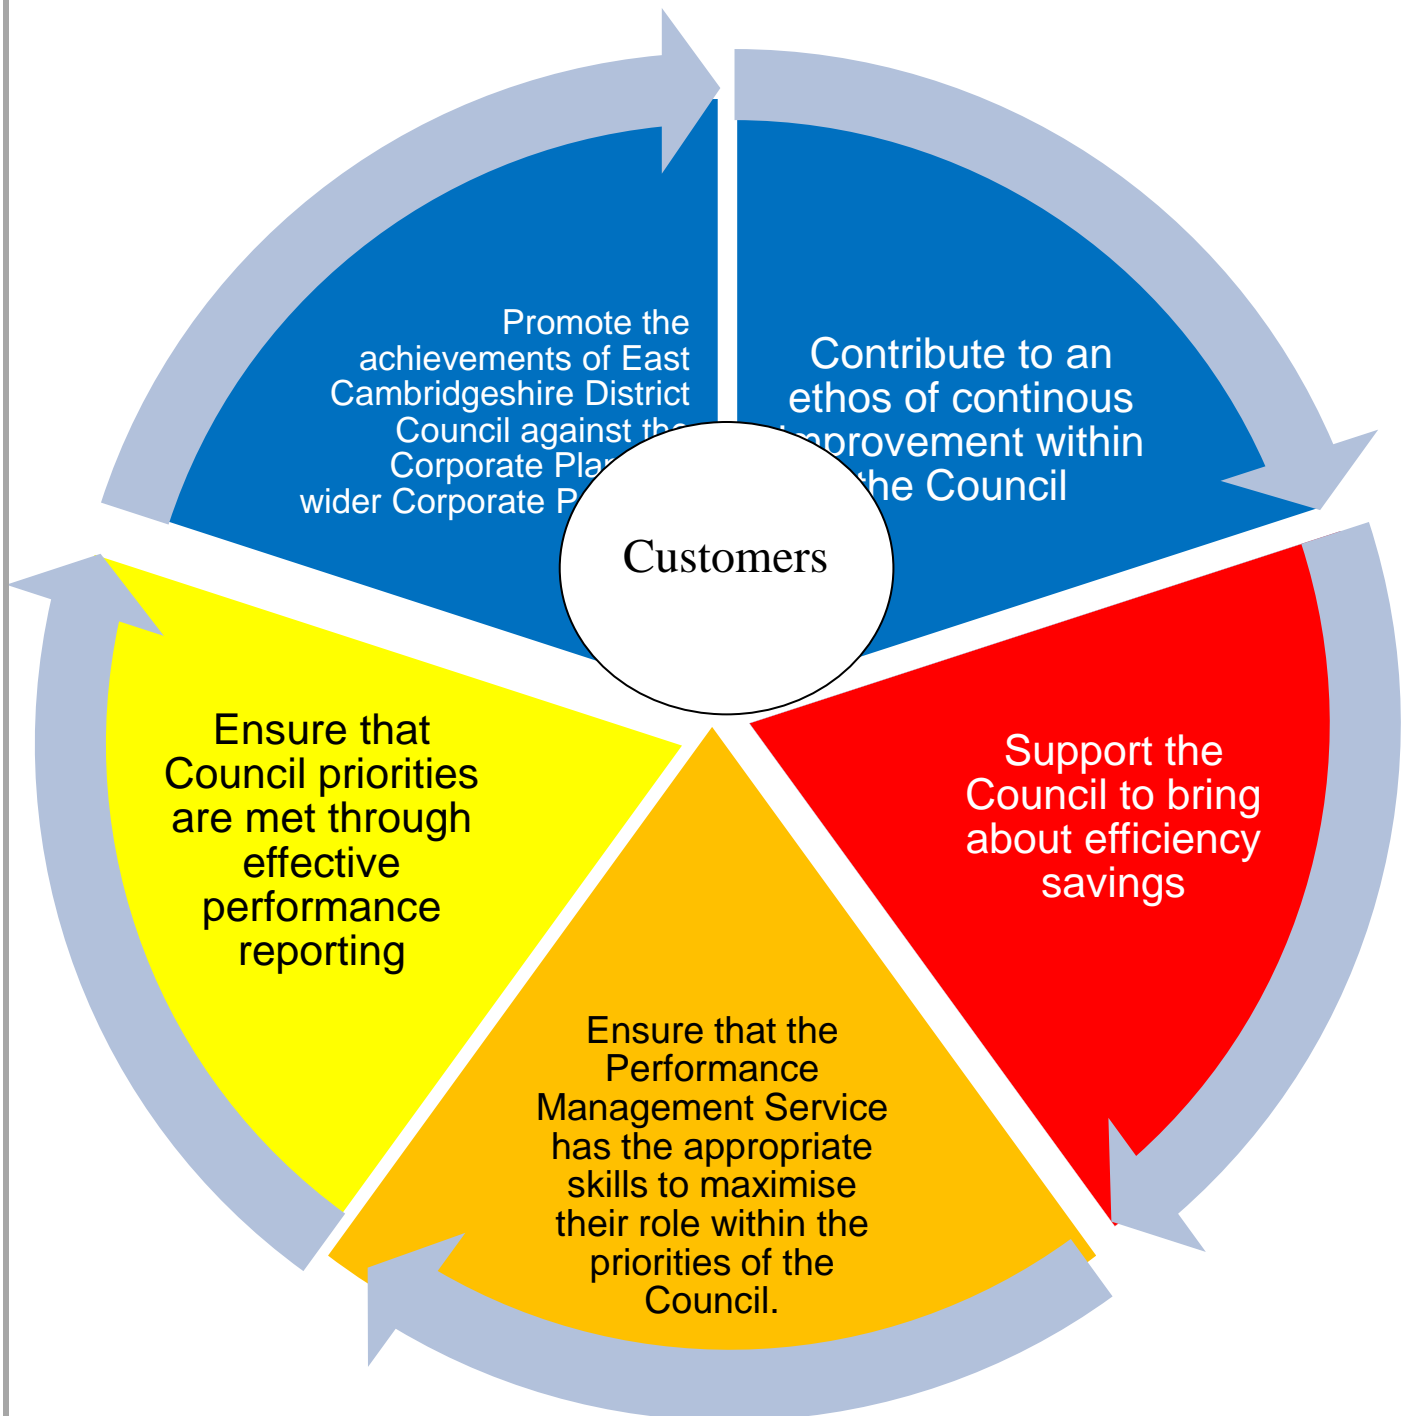 Promote the
achievements of East
Cambridgeshire District
Council against the
Corporate
wider Corporate
Contribute to an
ethos of continous
improvement within
the Council
Customers
Support the
Council to bring
about efficiency
savings
Ensure that the
Performance
Management Service
has the appropriate
skills to maximise
their role within the
priorities of the
Council.
Ensure that
Council priorities
are met through
effective
performance
reporting